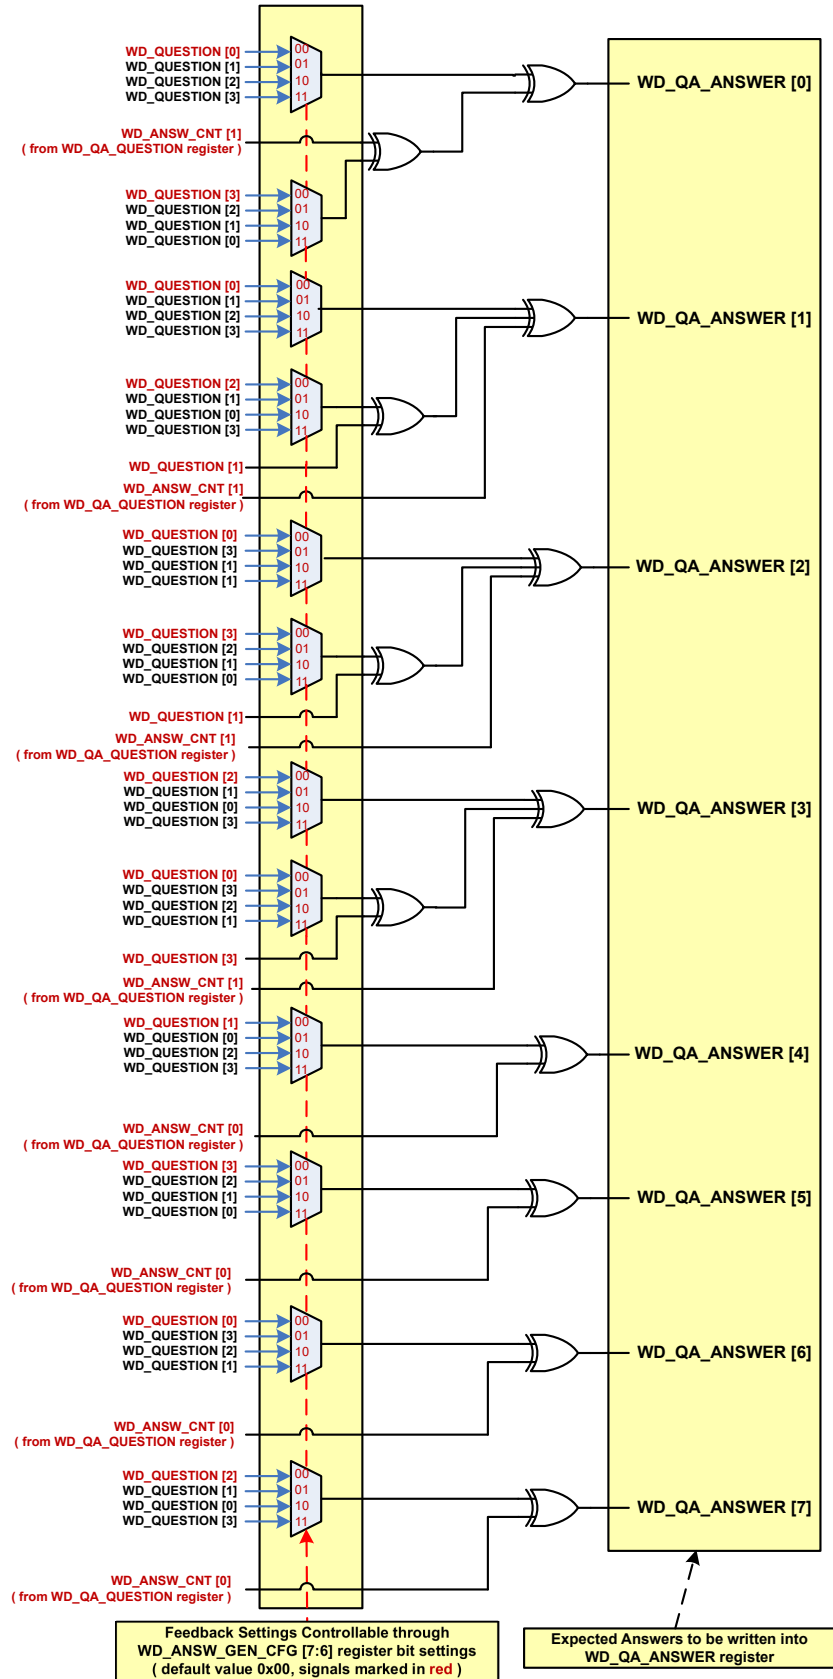 WD_QUESTION [0]
WD_QUESTION [1]
WD_QUESTION [2]
WD_QUESTION [3]
00
01
10
11
WD_QA_ANSWER [0]
WD_ANSW_CNT [1]
( from WD_QA_QUESTION register )
WD_QUESTION [3]
WD_QUESTION [2]
WD_QUESTION [1]
WD_QUESTION [0]
00
01
10
11
WD_QUESTION [0]
WD_QUESTION [1]
WD_QUESTION [2]
WD_QUESTION [3]
00
01
10
11
WD_QA_ANSWER [1]
WD_QUESTION [2]
WD_QUESTION [1]
WD_QUESTION [0]
WD_QUESTION [3]
00
01
10
11
WD_QUESTION [1]
WD_ANSW_CNT [1]
( from WD_QA_QUESTION register )
WD_QUESTION [0]
WD_QUESTION [3]
WD_QUESTION [1]
WD_QUESTION [1]
00
01
10
11
WD_QA_ANSWER [2]
WD_QUESTION [3]
WD_QUESTION [2]
WD_QUESTION [1]
WD_QUESTION [0]
00
01
10
11
WD_QUESTION [1]
WD_ANSW_CNT [1]
( from WD_QA_QUESTION register )
WD_QUESTION [2]
WD_QUESTION [1]
WD_QUESTION [0]
WD_QUESTION [3]
00
01
10
11
WD_QA_ANSWER [3]
WD_QUESTION [0]
WD_QUESTION [3]
WD_QUESTION [2]
WD_QUESTION [1]
00
01
10
11
WD_QUESTION [3]
WD_ANSW_CNT [1]
( from WD_QA_QUESTION register )
WD_QUESTION [1]
WD_QUESTION [0]
WD_QUESTION [2]
WD_QUESTION [3]
00
01
10
11
WD_QA_ANSWER [4]
WD_ANSW_CNT [0]
( from WD_QA_QUESTION register )
WD_QUESTION [3]
WD_QUESTION [2]
WD_QUESTION [1]
WD_QUESTION [0]
00
01
10
11
WD_QA_ANSWER [5]
WD_ANSW_CNT [0]
( from WD_QA_QUESTION register )
WD_QUESTION [0]
WD_QUESTION [3]
WD_QUESTION [2]
WD_QUESTION [1]
00
01
10
11
WD_QA_ANSWER [6]
WD_ANSW_CNT [0]
( from WD_QA_QUESTION register )
WD_QUESTION [2]
WD_QUESTION [1]
WD_QUESTION [0]
WD_QUESTION [3]
00
01
10
11
WD_QA_ANSWER [7]
WD_ANSW_CNT [0]
( from WD_QA_QUESTION register )
Feedback Settings Controllable through
WD_ANSW_GEN_CFG [7:6] register bit settings
( default value 0x00, signals marked in red )
Expected Answers to be written into
WD_QA_ANSWER register